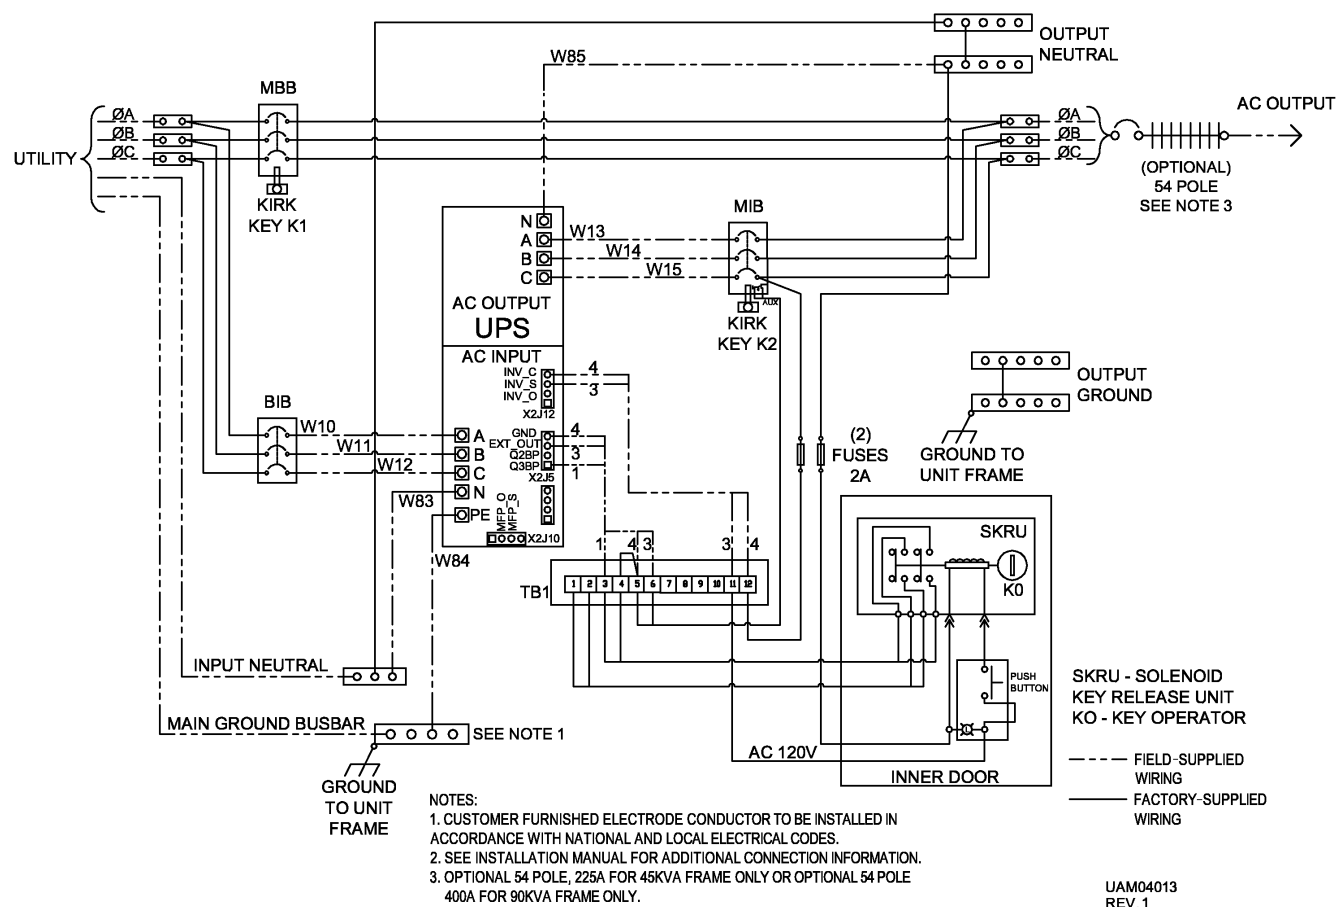 OUTPUT
NEUTRAL
W85
MBB
ØA
ØB
ØC
UTILITY
KIRK
KEY K1
ØA
ØB
ØC
AC OUTPUT
(OPTIONAL)
54 POLE
SEE NOTE 3
N
A
B
C
W13
W14
W15
MIB
AUX
KIRK
KEY K2
AC OUTPUT
UPS
AC INPUT
INV_C
INV_S
INV_O
X2J12
4
3
GND
EXT_OUT
Q2BP
Q3BP
X2J5
4
3
1
BIB
W10
W11
W12
W83
A
B
C
N
PE
MFP_O
MFP_S
X2J10
W84
OUTPUT
GROUND
GROUND TO
UNIT FRAME
(2)
FUSES
2A
1
4
3
3
4
TB1
1 2 3 4 5 6 7 8 9 10 11 12
SKRU
K0
PUSH
BUTTON
AC 120V
INNER DOOR
INPUT NEUTRAL
MAIN GROUND BUSBAR
SEE NOTE 1
GROUND
TO UNIT
FRAME
SKRU - SOLENOID
KEY RELEASE UNIT
KO - KEY OPERATOR
FIELD-SUPPLIED
WIRING
FACTORY-SUPPLIED
WIRING
NOTES:
1. CUSTOMER FURNISHED ELECTRODE CONDUCTOR TO BE INSTALLED IN
ACCORDANCE WITH NATIONAL AND LOCAL ELECTRICAL CODES.
2. SEE INSTALLATION MANUAL FOR ADDITIONAL CONNECTION INFORMATION.
3. OPTIONAL 54 POLE, 225A FOR 45KVA FRAME ONLY OR OPTIONAL 54 POLE
400A FOR 90KVA FRAME ONLY.
UAM04013
REV 1